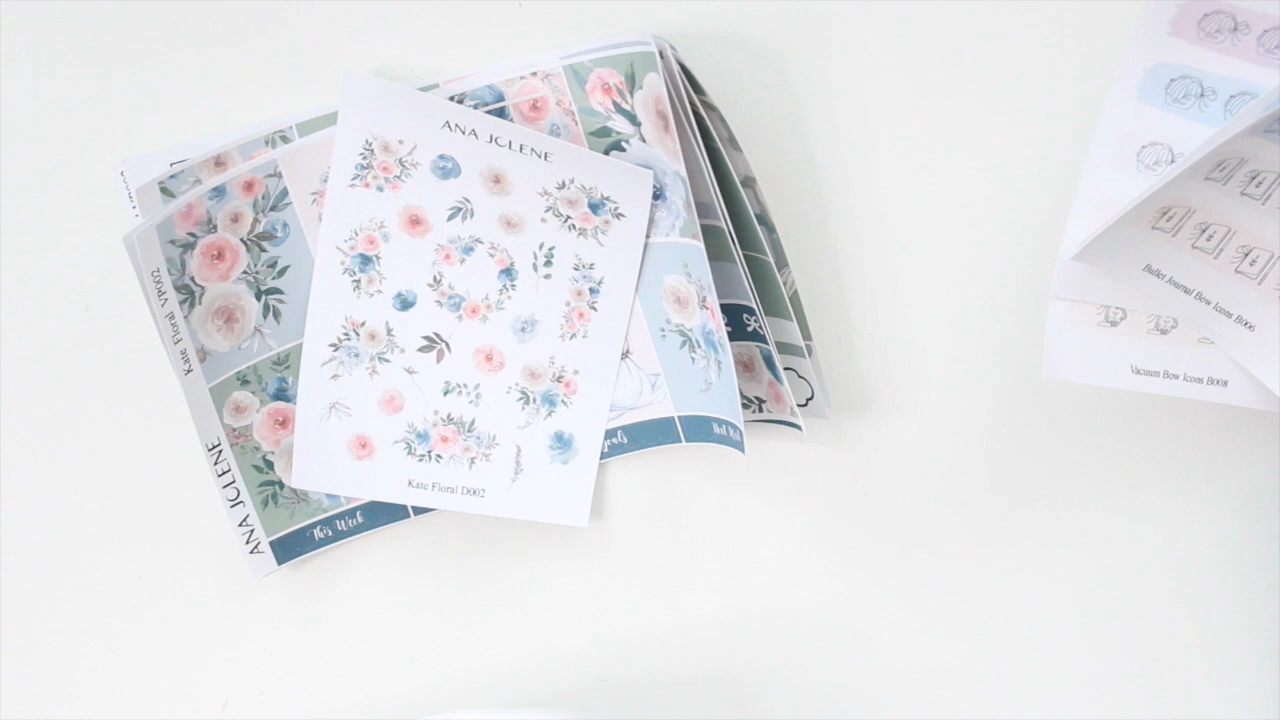 ANA JOLENE
Kate Floral D002
Kate Floral VP002
ANA JOLENE
This Week
Goals
Bullet Journal Bow Icons B006
Vacuum Bow Icons B008